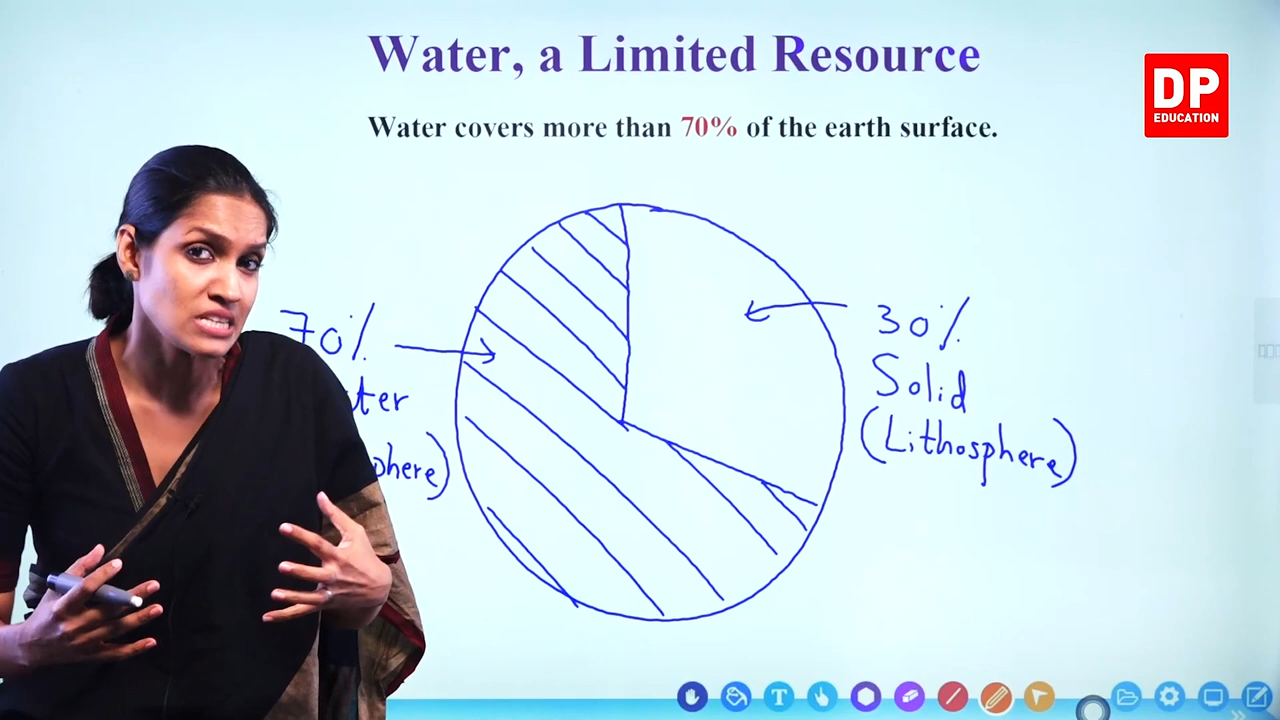 Water, a Limited Resource
Water covers more than 70% of the earth surface.
DP
EDUCATION
70%
30%
Solid
(Lithosphere)